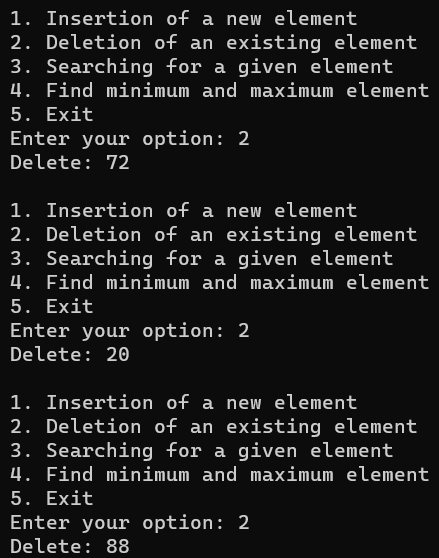 1. Insertion of a new element
2. Deletion of an existing element
3. Searching for a given element
4. Find minimum and maximum element
5. Exit
Enter your option: 2
Delete: 72
1. Insertion of a new element
2. Deletion of an existing element
3. Searching for a given element
4. Find minimum and maximum element
5. Exit
Enter your option: 2
Delete: 20
1. Insertion of a new element
2. Deletion of an existing element
3. Searching for a given element
4. Find minimum and maximum element
5. Exit
Enter your option: 2
Delete: 88